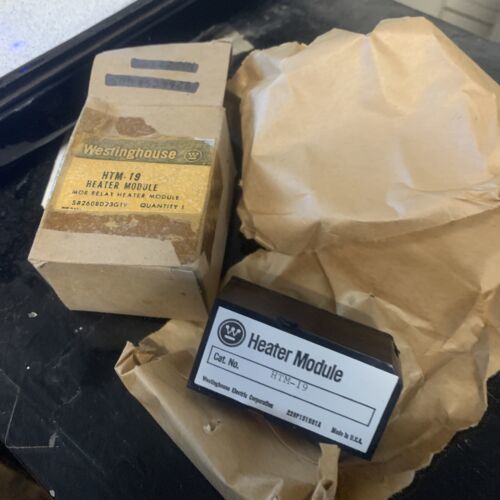 Westinghouse
HTM-19
HEATER MODULE
MOR RELAY HEATER MODULE
QUANTITY 1
Heater Module
Cat. No.
HTM-19
Westinghouse Electric Corporation
Made in U.S.A.